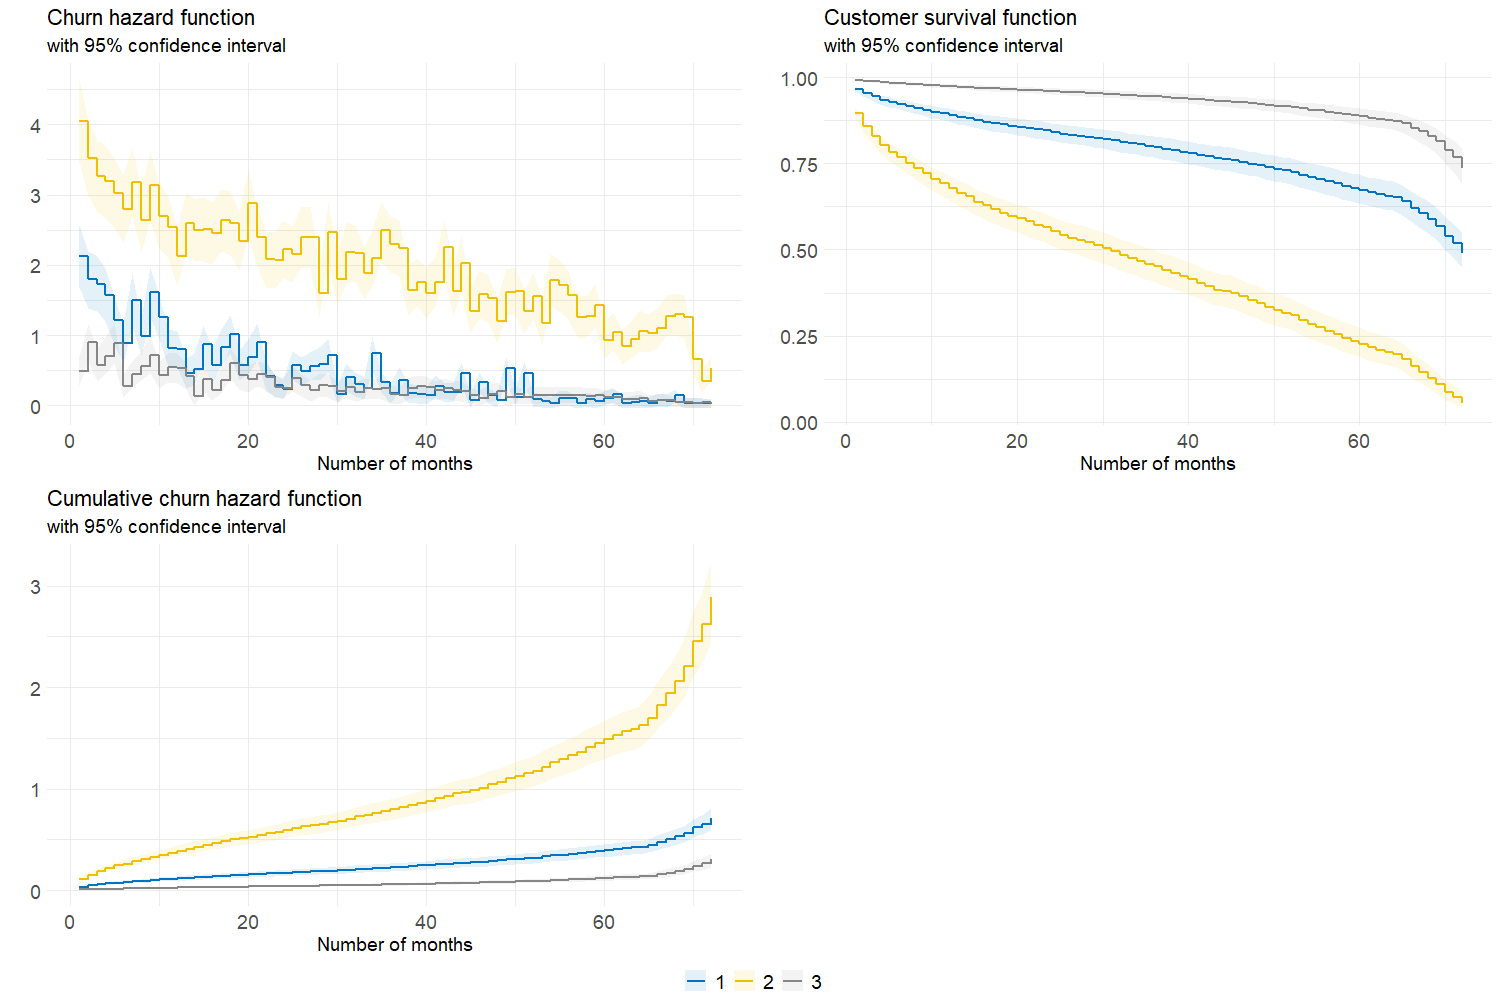 Churn hazard function
with 95% confidence interval
4
3
2
1
0
0 20 40 60
Number of months
Customer survival function
with 95% confidence interval
1.00
0.75
0.50
0.25
0.00
0 20 40 60
Number of months
Cumulative churn hazard function
with 95% confidence interval
3
2
1
0
0 20 40 60
Number of months
1 2 3